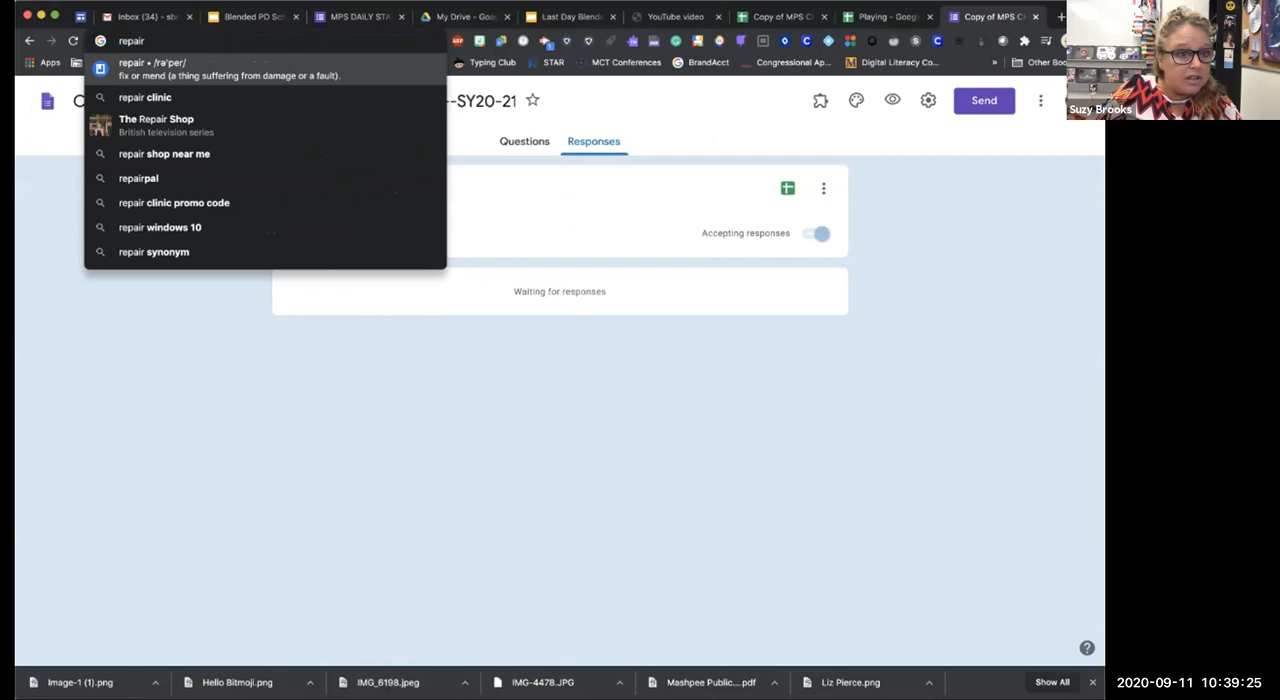 Inbox (34) – sbr
Blended PD Sch
MPS DAILY STA
My Drive – Goog
Last Day Blende
YouTube video
Copy of MPS C
Playing – Google
Copy of MPS C
repair
repair • /rəˈper/
fix or mend (a thing suffering from damage or a fault).
repair clinic
The Repair Shop
British television series
repair shop near me
repairpal
repair clinic promo code
repair windows 10
repair synonym
Apps
Typing Club
STAR
MCT Conferences
BrandAcct
Congressional Ap...
Digital Literacy Co...
»
Other Boo
Suzy Brooks
C
--SY20-21
Send
Questions
Responses
Accepting responses
Waiting for responses
Image-1 (1).png
Hello Bitmoji.png
IMG_6198.jpeg
IMG-4478.JPG
Mashpee Public....pdf
Liz Pierce.png
Show All
2020-09-11 10:39:25